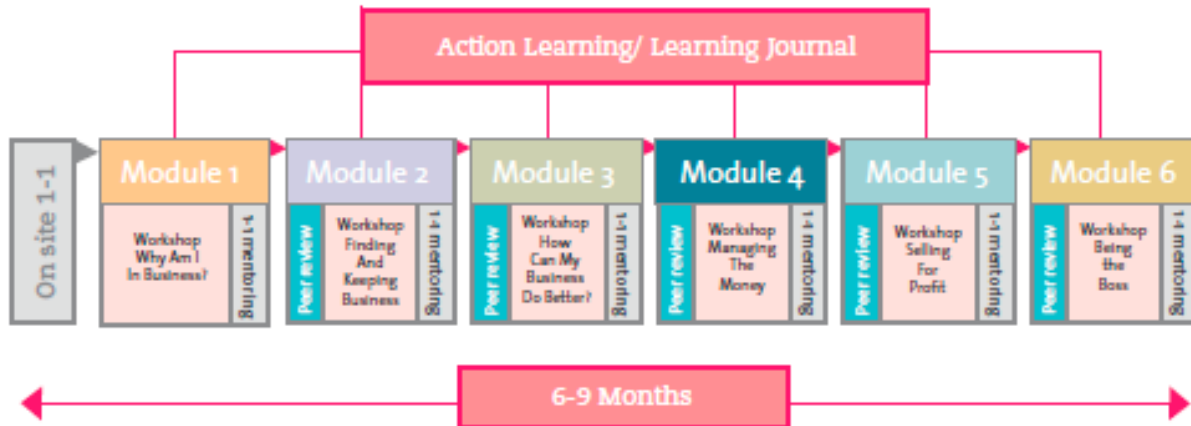 Action Learning/ Learning Journal
On site 1-1
Module 1
Workshop
Why Am I
In Business?
1-1 mentoring
Module 2
Peer review
Workshop
Finding
And
Keeping
Business
1-1 mentoring
Module 3
Peer review
Workshop
How
Can My
Business
Do Better?
1-1 mentoring
Module 4
Peer review
Workshop
Managing
The
Money
1-1 mentoring
Module 5
Peer review
Workshop
Selling
For
Profit
1-1 mentoring
Module 6
Peer review
Workshop
Being
the
Boss
1-1 mentoring
6-9 Months